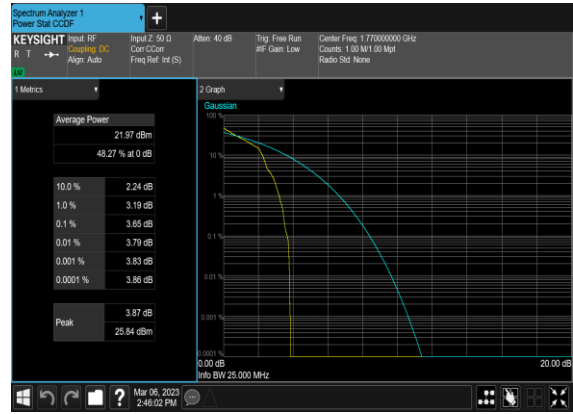 Spectrum Analyzer 1
Power Stat CCDF
+
KEYSIGHT
R T
LXI
Input: RF
Coupling: DC
Align: Auto
Input Z: 50 Ω
Corr CCorr
Freq Ref: Int (S)
Atten: 40 dB
Trig: Free Run
#IF Gain: Low
Center Freq: 1.770000000 GHz
Counts: 1.00 M/1.00 Mpt
Radio Std: None
1 Metrics
Average Power
21.97 dBm
48.27 % at 0 dB
10.0 % 2.24 dB
1.0 % 3.19 dB
0.1 % 3.65 dB
0.01 % 3.79 dB
0.001 % 3.83 dB
0.0001 % 3.86 dB
Peak
3.87 dB
25.84 dBm
2 Graph
Gaussian
100 %
10 %
1 %
0.1 %
0.01 %
0.001 %
0.0001 %
0.00 dB 20.00 dB
Info BW 25.000 MHz
?
Mar 06, 2023
2:46:02 PM